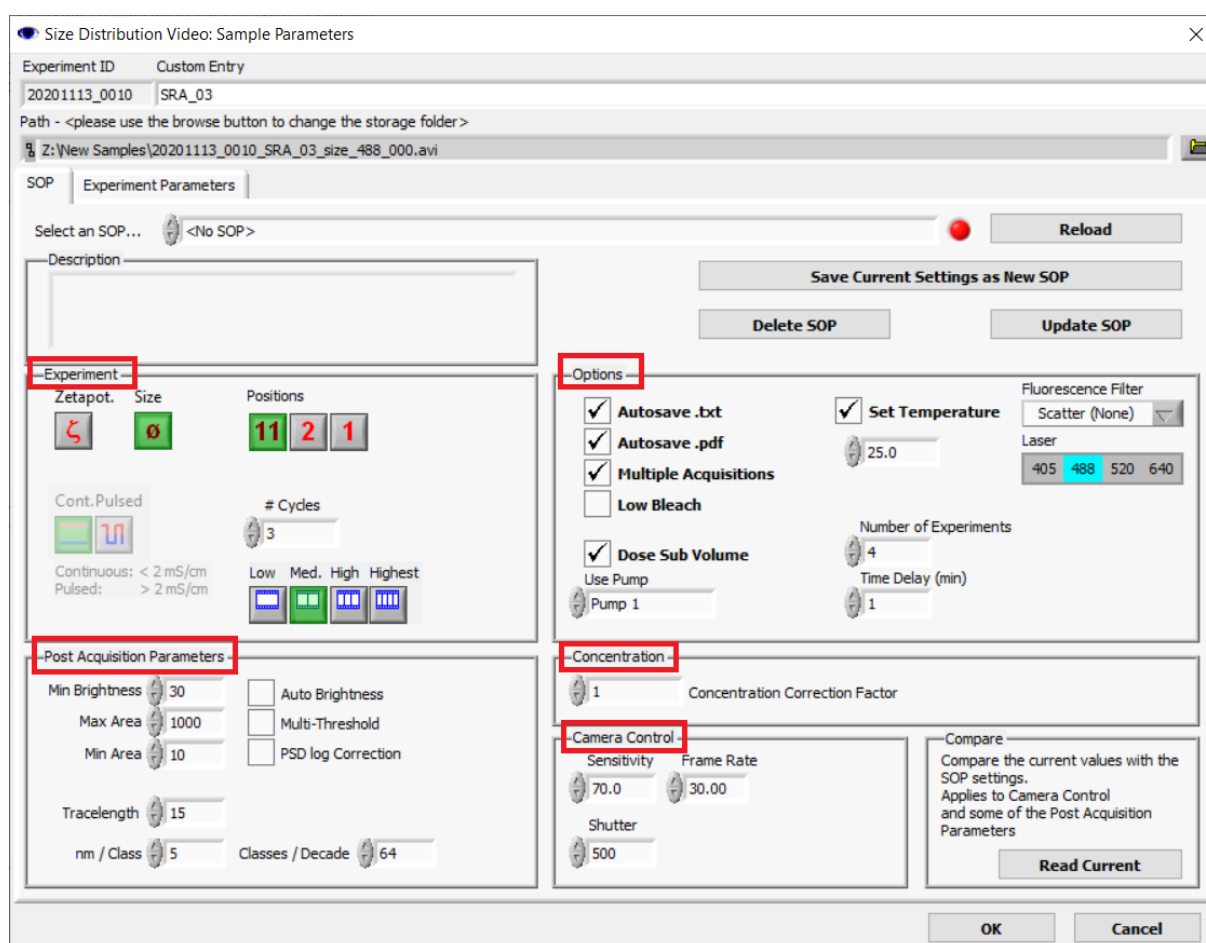 Size Distribution Video: Sample Parameters
Experiment ID Custom Entry
20201113_0010 SRA_03
Path - <please use the browse button to change the storage folder>
Z:\New Samples\20201113_0010_SRA_03_size_488_000.avi
SOP Experiment Parameters
Select an SOP... <No SOP> Reload
Description
Save Current Settings as New SOP
Delete SOP Update SOP
Experiment
Zetapot. Size Positions
ζ ø 11 2 1
Cont. Pulsed # Cycles
3
Continuous: < 2 mS/cm
Pulsed: > 2 mS/cm
Low Med. High Highest
Options
Autosave .txt
Autosave .pdf
Multiple Acquisitions
Low Bleach
Dose Sub Volume
Use Pump
Pump 1
Set Temperature
25.0
Fluorescence Filter
Scatter (None)
Laser
405 488 520 640
Number of Experiments
4
Time Delay (min)
1
Post Acquisition Parameters
Min Brightness 30 Auto Brightness
Max Area 1000 Multi-Threshold
Min Area 10 PSD log Correction
Tracelength 15
nm / Class 5 Classes / Decade 64
Concentration
1 Concentration Correction Factor
Camera Control
Sensitivity Frame Rate
70.0 30.00
Shutter
500
Compare
Compare the current values with the
SOP settings.
Applies to Camera Control
and some of the Post Acquisition
Parameters
Read Current
OK Cancel